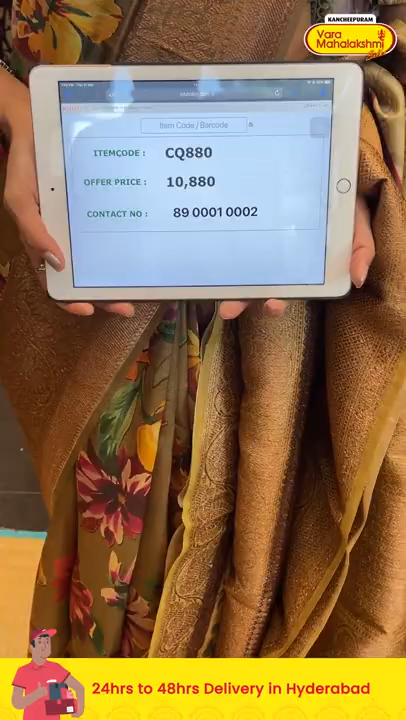 KANCHEEPURAM
Vara
Mahalakshmi
Item Code / Barcode
ITEMCODE : CQ880
OFFER PRICE : 10,880
CONTACT NO : 89 0001 0002
24hrs to 48hrs Delivery in Hyderabad